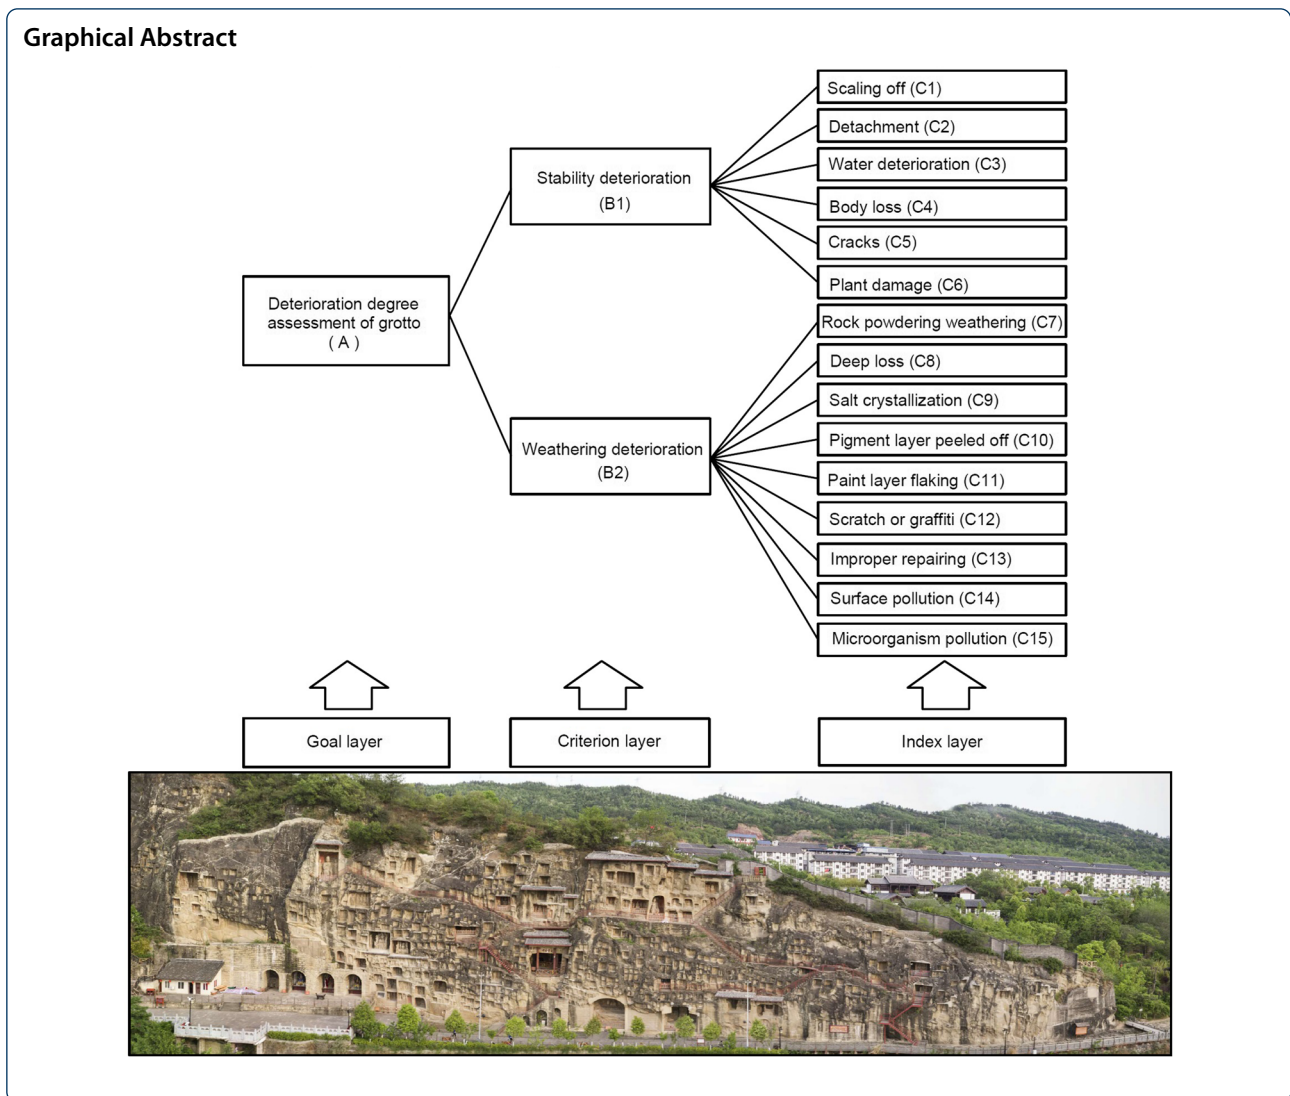 Graphical Abstract
Scaling off (C1)
Detachment (C2)
Water deterioration (C3)
Body loss (C4)
Cracks (C5)
Plant damage (C6)
Rock powdering weathering (C7)
Deep loss (C8)
Salt crystallization (C9)
Pigment layer peeled off (C10)
Paint layer flaking (C11)
Scratch or graffiti (C12)
Improper repairing (C13)
Surface pollution (C14)
Microorganism pollution (C15)
Stability deterioration
(B1)
Weathering deterioration
(B2)
Deterioration degree
assessment of grotto
( A )
Goal layer
Criterion layer
Index layer